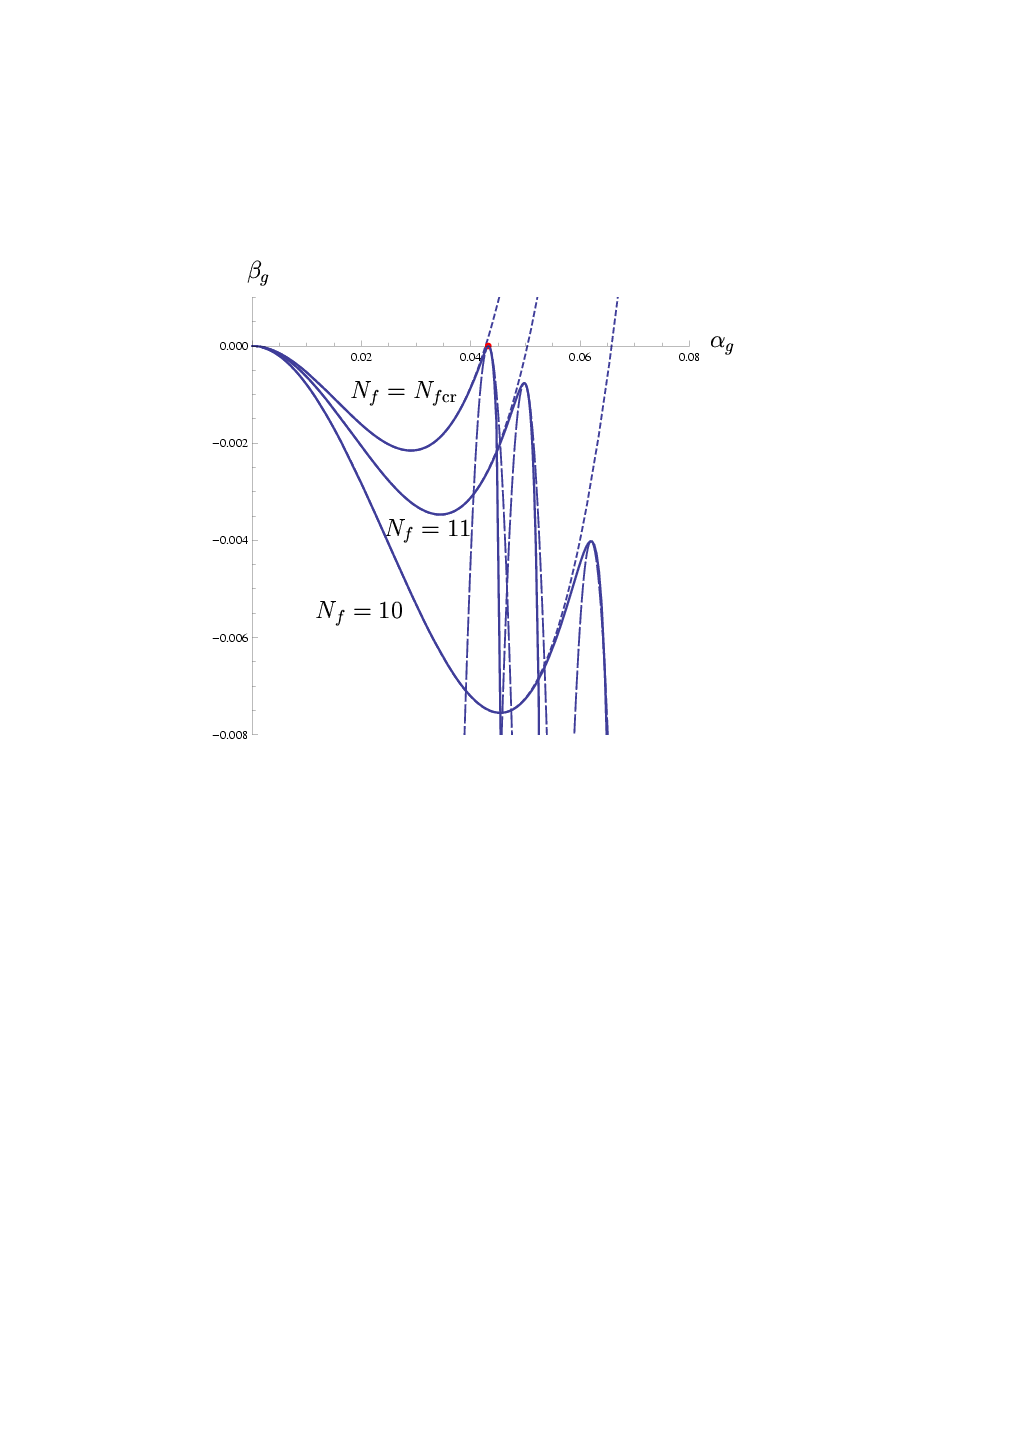 β_g
0.000 0.02 0.04 0.06 0.08 α_g
N_f = N_fcr
−0.002
N_f = 11
−0.004
N_f = 10
−0.006
−0.008